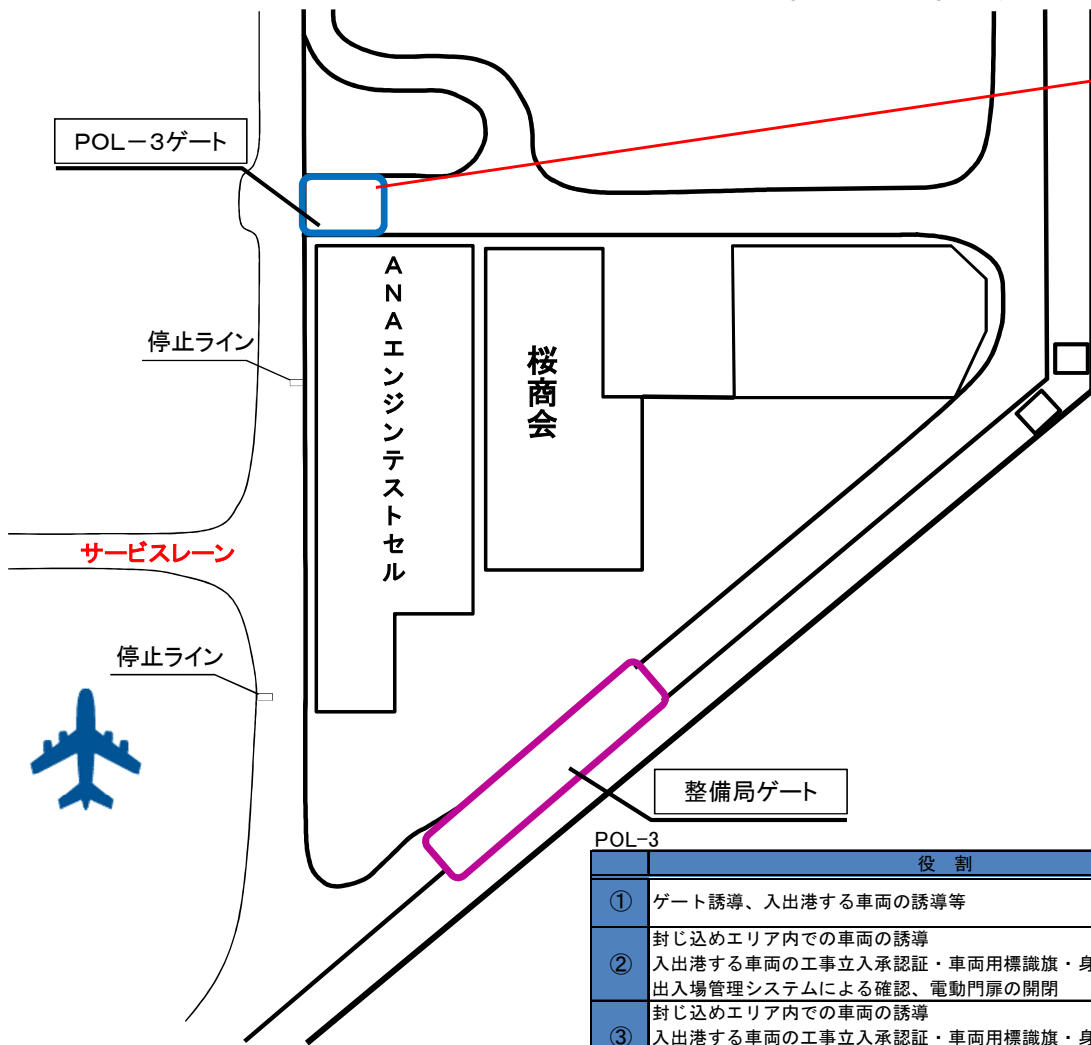 POL-3ゲート
ANAエンジンテストセル
桜商会
停止ライン
サービスレーン
停止ライン
整備局ゲート
POL-3
役 割
① ゲート誘導、入出港する車両の誘導等
封じ込めエリア内での車両の誘導
② 入出港する車両の工事立入承認証・車両用標識旗・身
出入場管理システムによる確認、電動門扉の開閉
封じ込めエリア内での車両の誘導
③ 入出港する車両の工事立入承認証・車両用標識旗・身